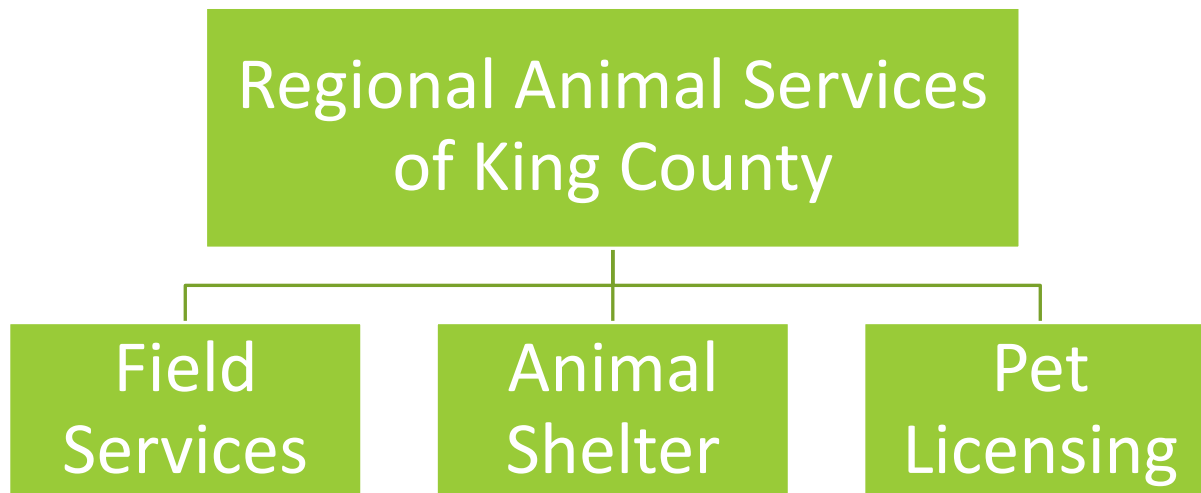 Regional Animal Services
of King County
Field
Services
Animal
Shelter
Pet
Licensing